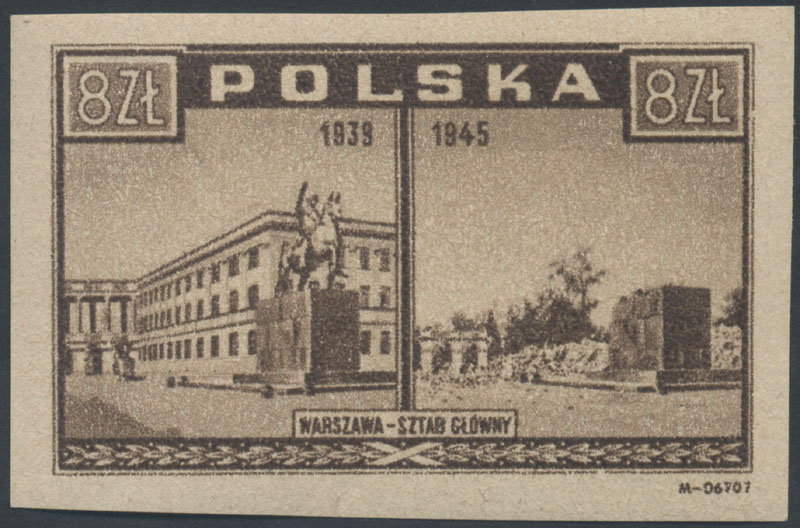 8 ZŁ POLSKA 8 ZŁ
1939 1945
WARSZAWA-SZTAB GŁÓWNY
M-06707